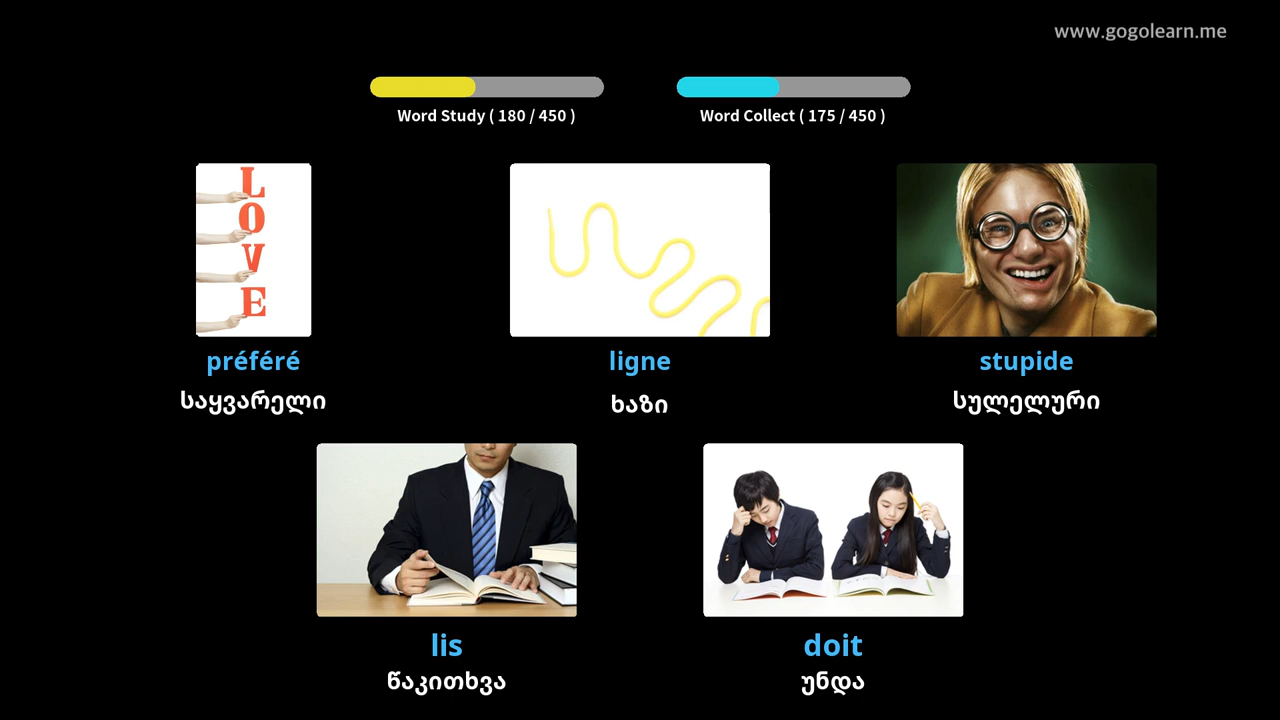 www.gogolearn.me
Word Study ( 180 / 450 )
Word Collect ( 175 / 450 )
L
O
V
E
préféré
ligne
stupide
საყვარელი
ხაზი
სულელური
lis
doit
წაკითხვა
უნდა